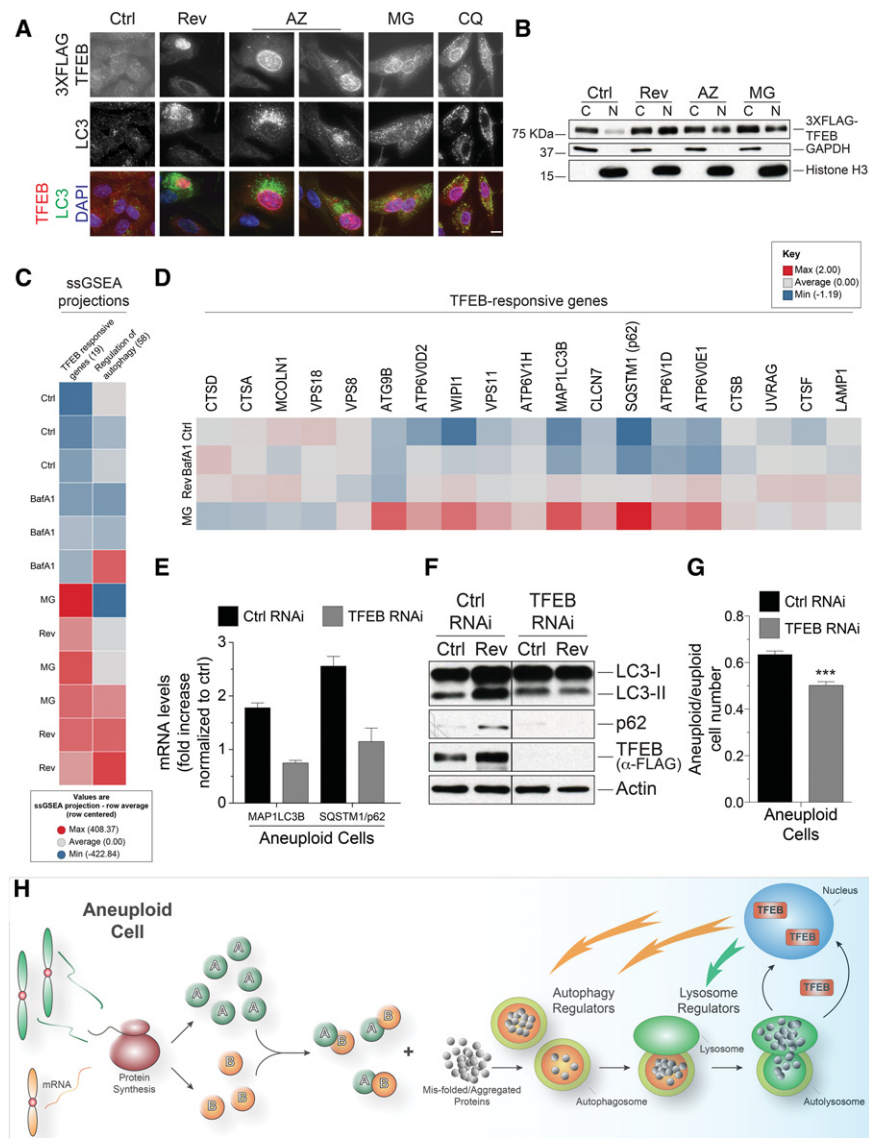 A
Ctrl Rev AZ MG CQ
3XFLAG
TFEB
LC3
TFEB
LC3
DAPI
B
Ctrl Rev AZ MG
C N C N C N C N
75 KDa
37
15
3XFLAG-
TFEB
GAPDH
Histone H3
C
ssGSEA
projections
TFEB responsive
genes (19)
Regulation of
autophagy (58)
Ctrl
Ctrl
Ctrl
BafA1
BafA1
BafA1
MG
Rev
MG
MG
Rev
Rev
Values are
ssGSEA projection - row average
(row centered)
Max (408.37)
Average (0.00)
Min (-422.84)
D
Key
Max (2.00)
Average (0.00)
Min (-1.19)
TFEB-responsive genes
CTSD
CTSA
MCOLN1
VPS18
VPS8
ATG9B
ATP6V0D2
WIPI1
VPS11
ATP6V1H
MAP1LC3B
CLCN7
SQSTM1 (p62)
ATP6V1D
ATP6V0E1
CTSB
UVRAG
CTSF
LAMP1
Ctrl
BafA1
Rev
MG
E
Ctrl RNAi TFEB RNAi
mRNA levels
(fold increase
normalized to ctrl)
3
2
1
0
MAP1LC3B SQSTM1/p62
Aneuploid Cells
F
Ctrl TFEB
RNAi RNAi
Ctrl Rev Ctrl Rev
LC3-I
LC3-II
p62
TFEB
(α-FLAG)
Actin
G
Ctrl RNAi
TFEB RNAi
Aneuploid/euploid
cell number
0.8
0.6
0.4
0.2
0.0
***
Aneuploid
Cells
H
Aneuploid
Cell
mRNA
Protein
Synthesis
A
A
A
A
A
A
B
B
B
B
A B
A B
A B
+
Mis-folded/Aggregated
Proteins
Autophagy
Regulators
Autophagosome
Lysosome
Regulators
Lysosome
Nucleus
TFEB
TFEB
TFEB
Autolysosome